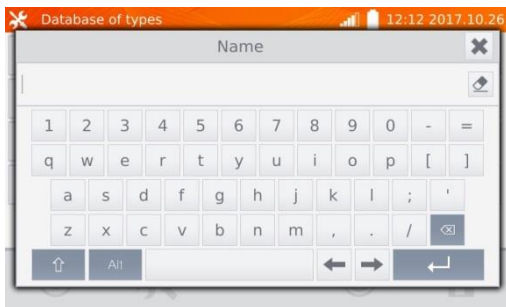 Database of types 12:12 2017.10.26
Name
1 2 3 4 5 6 7 8 9 0 - =
q w e r t y u i o p [ ]
a s d f g h j k l ; '
z x c v b n m , . /
Alt